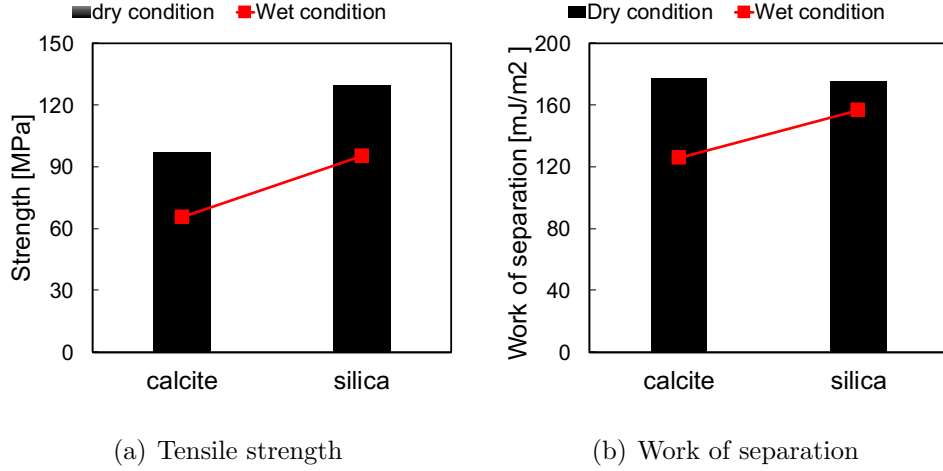 dry condition Wet condition
150
120
90
60
30
0
Strength [MPa]
calcite silica
(a) Tensile strength
Dry condition Wet condition
200
160
120
80
40
0
Work of separation [mJ/m2 ]
calcite silica
(b) Work of separation